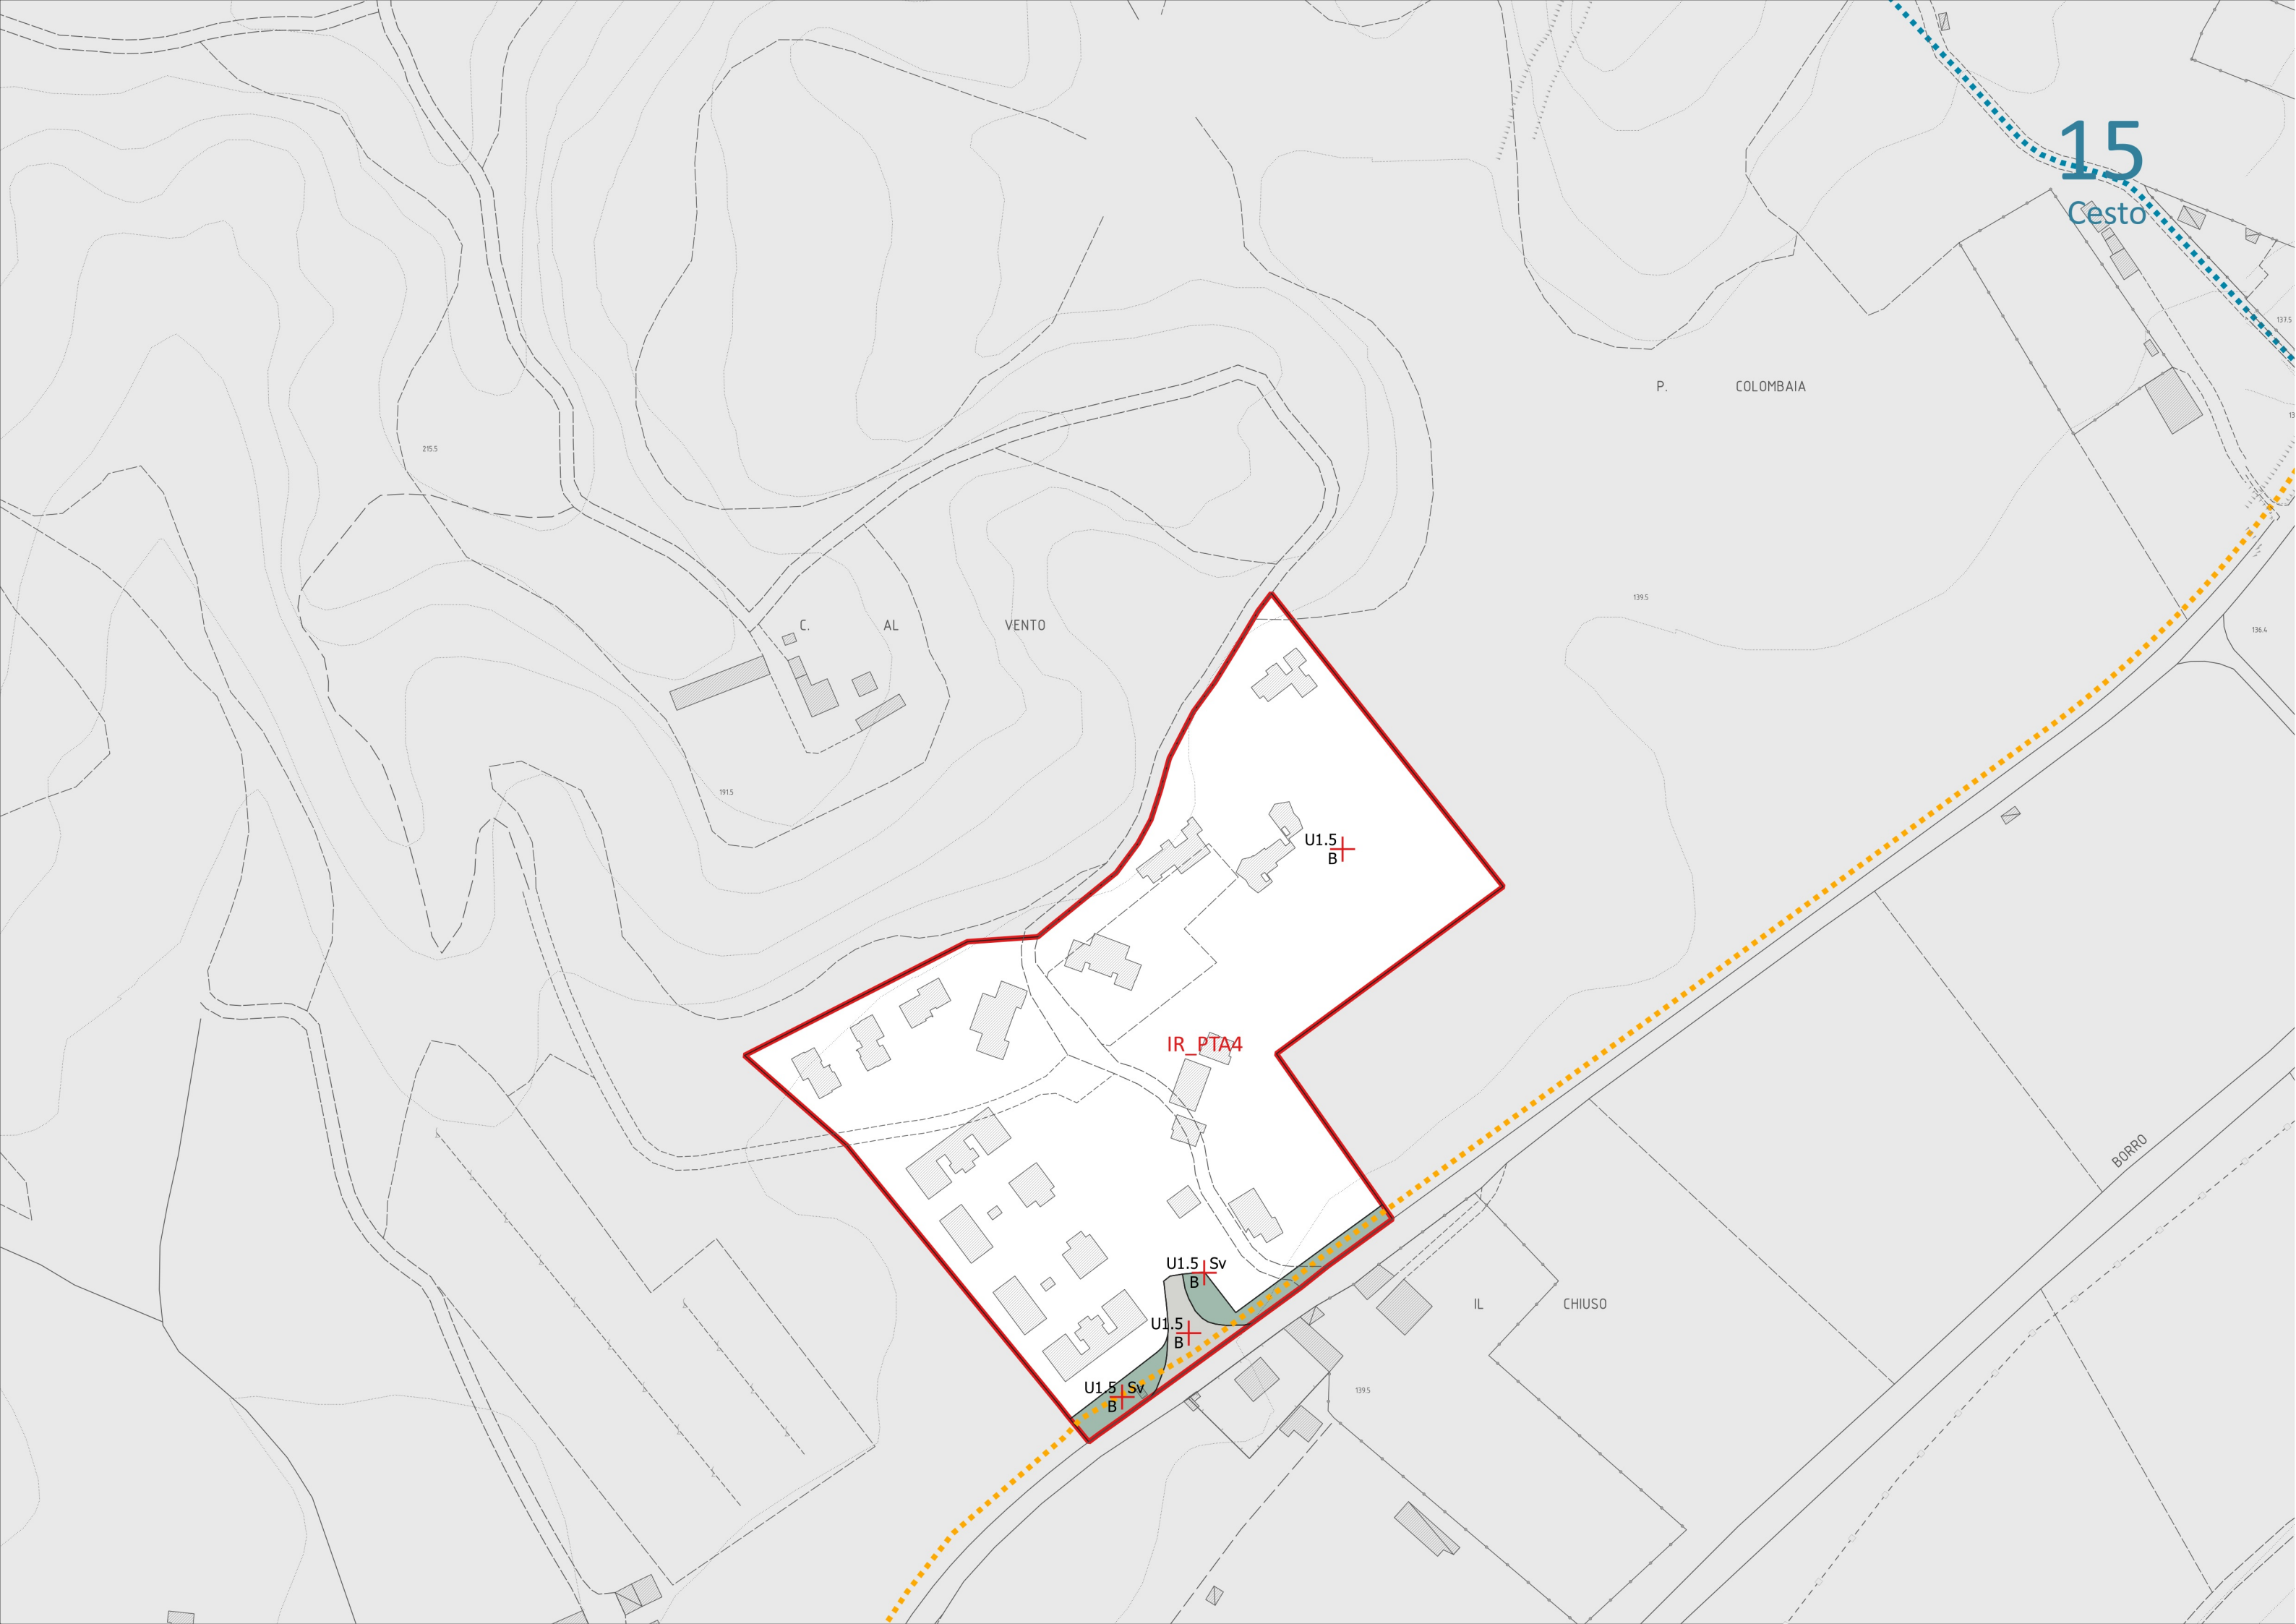 15
Cesto
137.5
P. COLOMBAIA
215.5
139.5
C. AL VENTO
136.4
191.5
U1.5
B
IR_PTA4
BORRO
U1.5 Sv
B
IL CHIUSO
U1.5
B
U1.5 Sv
B
139.5